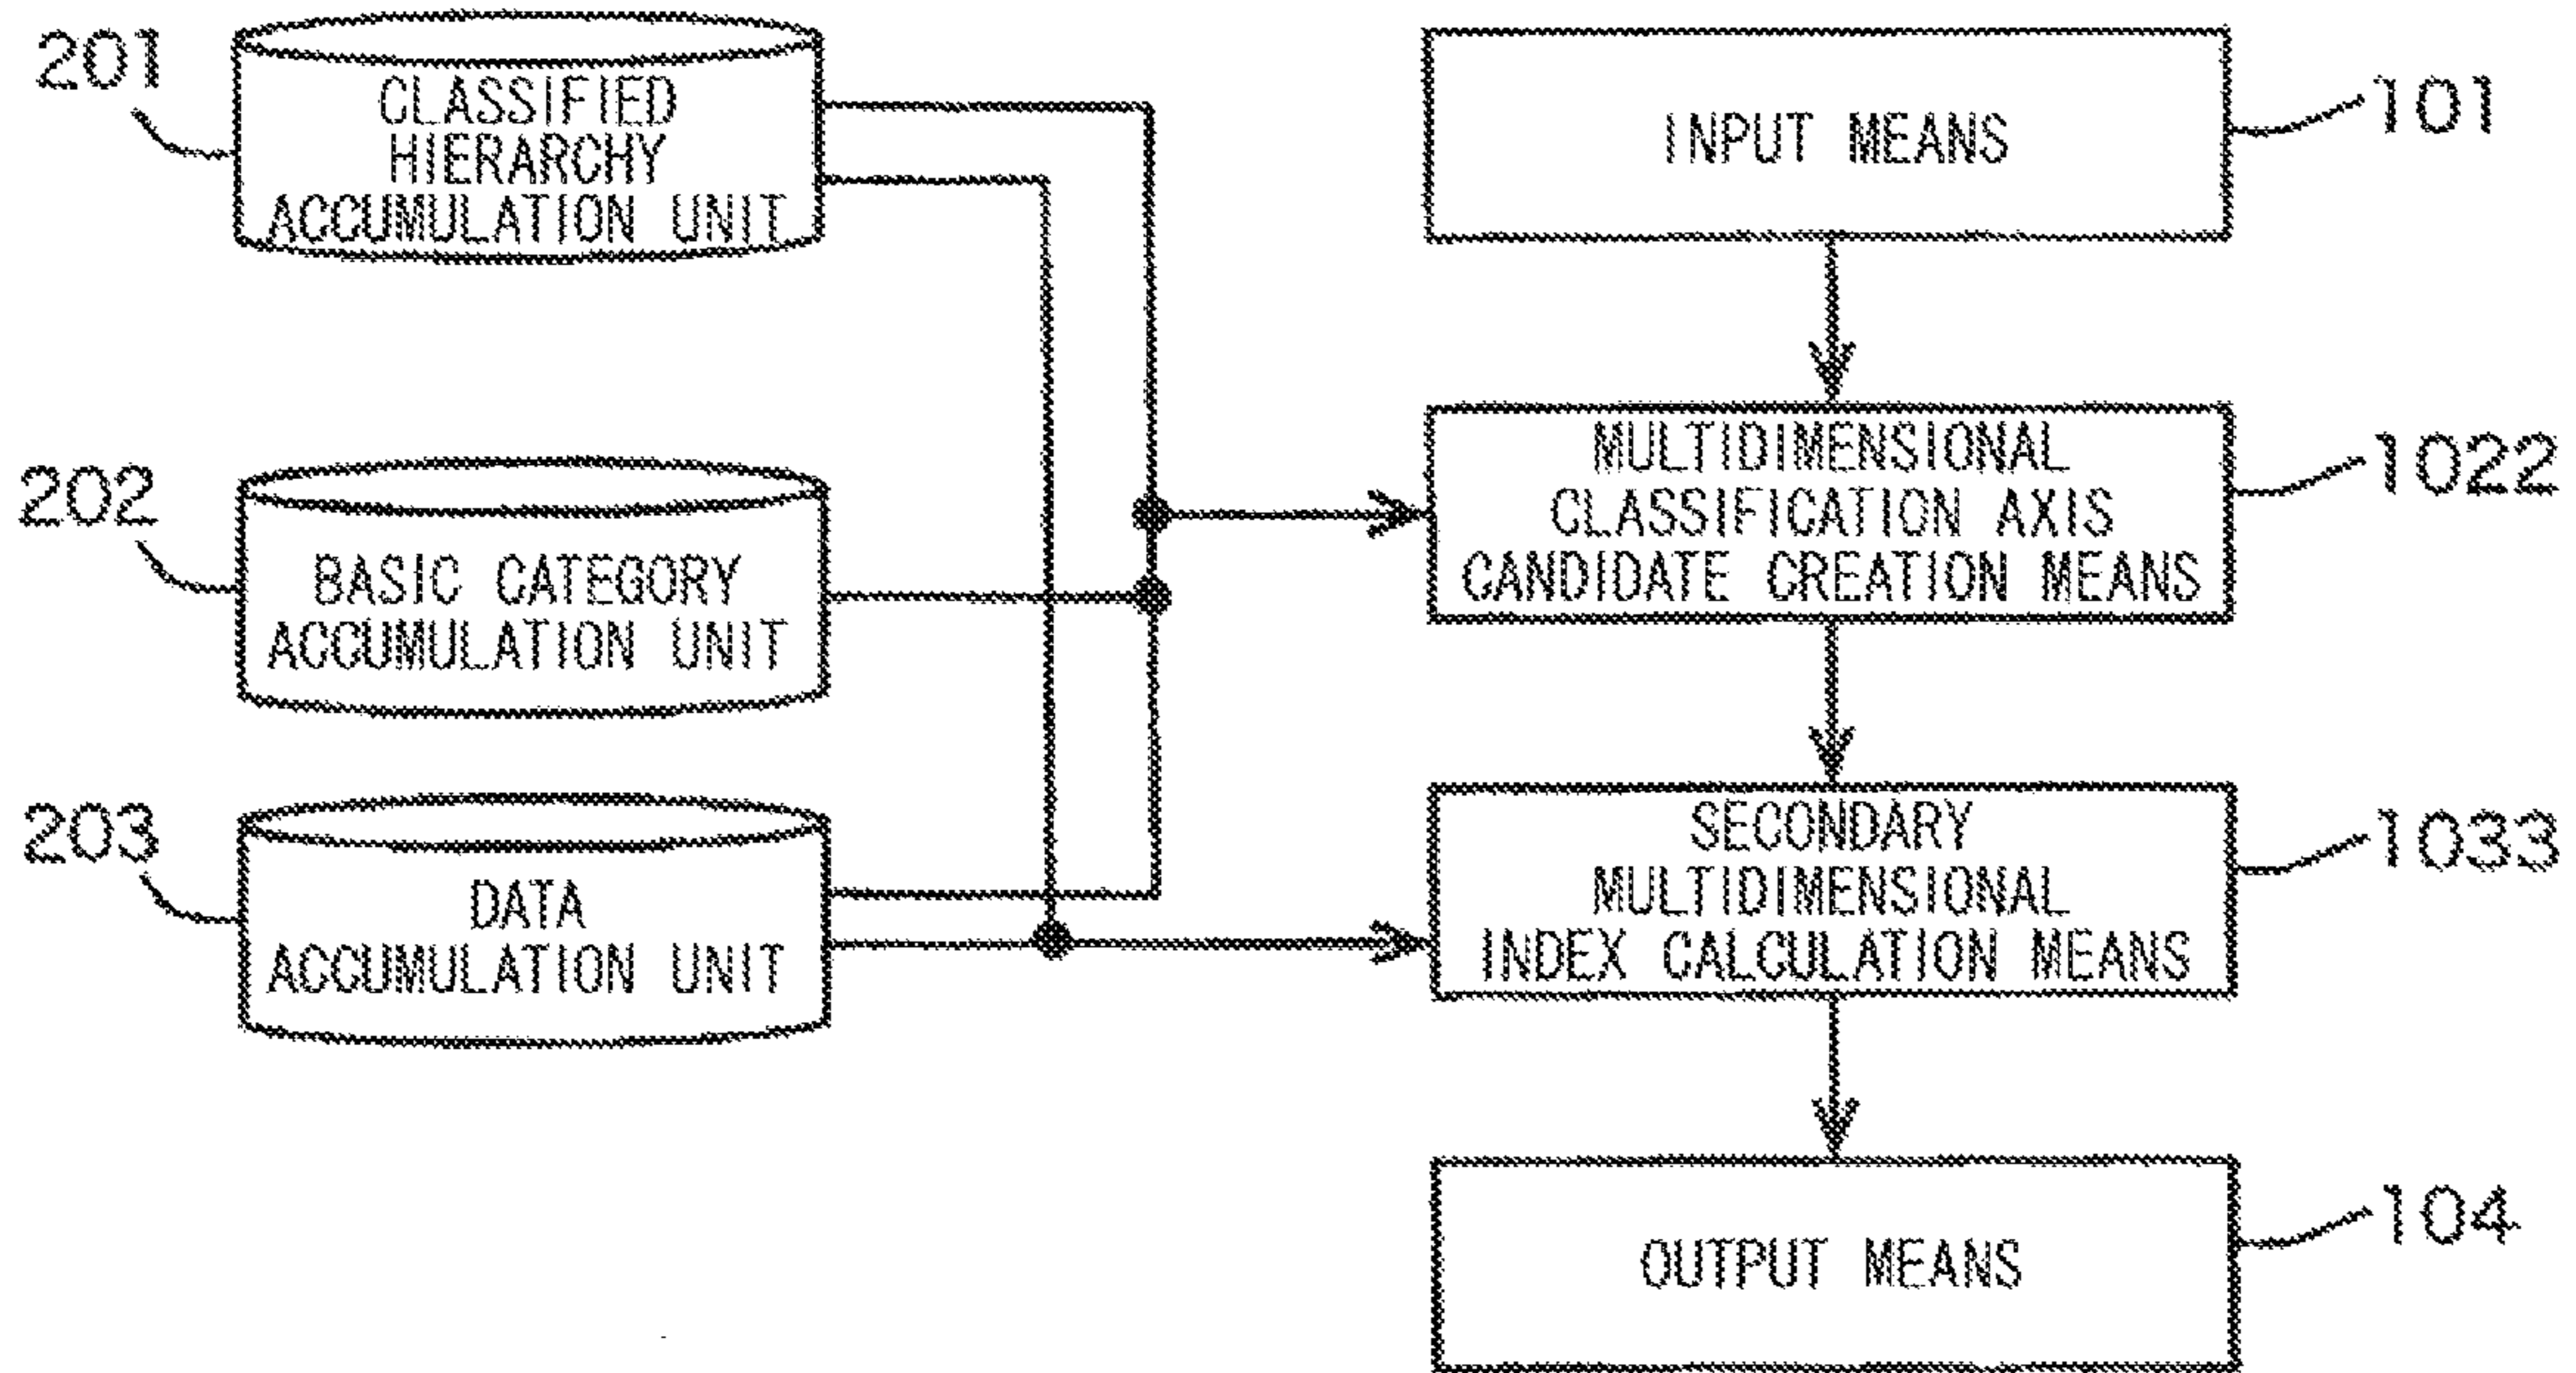 201
CLASSIFIED
HIERARCHY
ACCUMULATION UNIT
INPUT MEANS
101
202
BASIC CATEGORY
ACCUMULATION UNIT
MULTIDIMENSIONAL
CLASSIFICATION AXIS
CANDIDATE CREATION MEANS
1022
203
DATA
ACCUMULATION UNIT
SECONDARY
MULTIDIMENSIONAL
INDEX CALCULATION MEANS
1033
OUTPUT MEANS
104